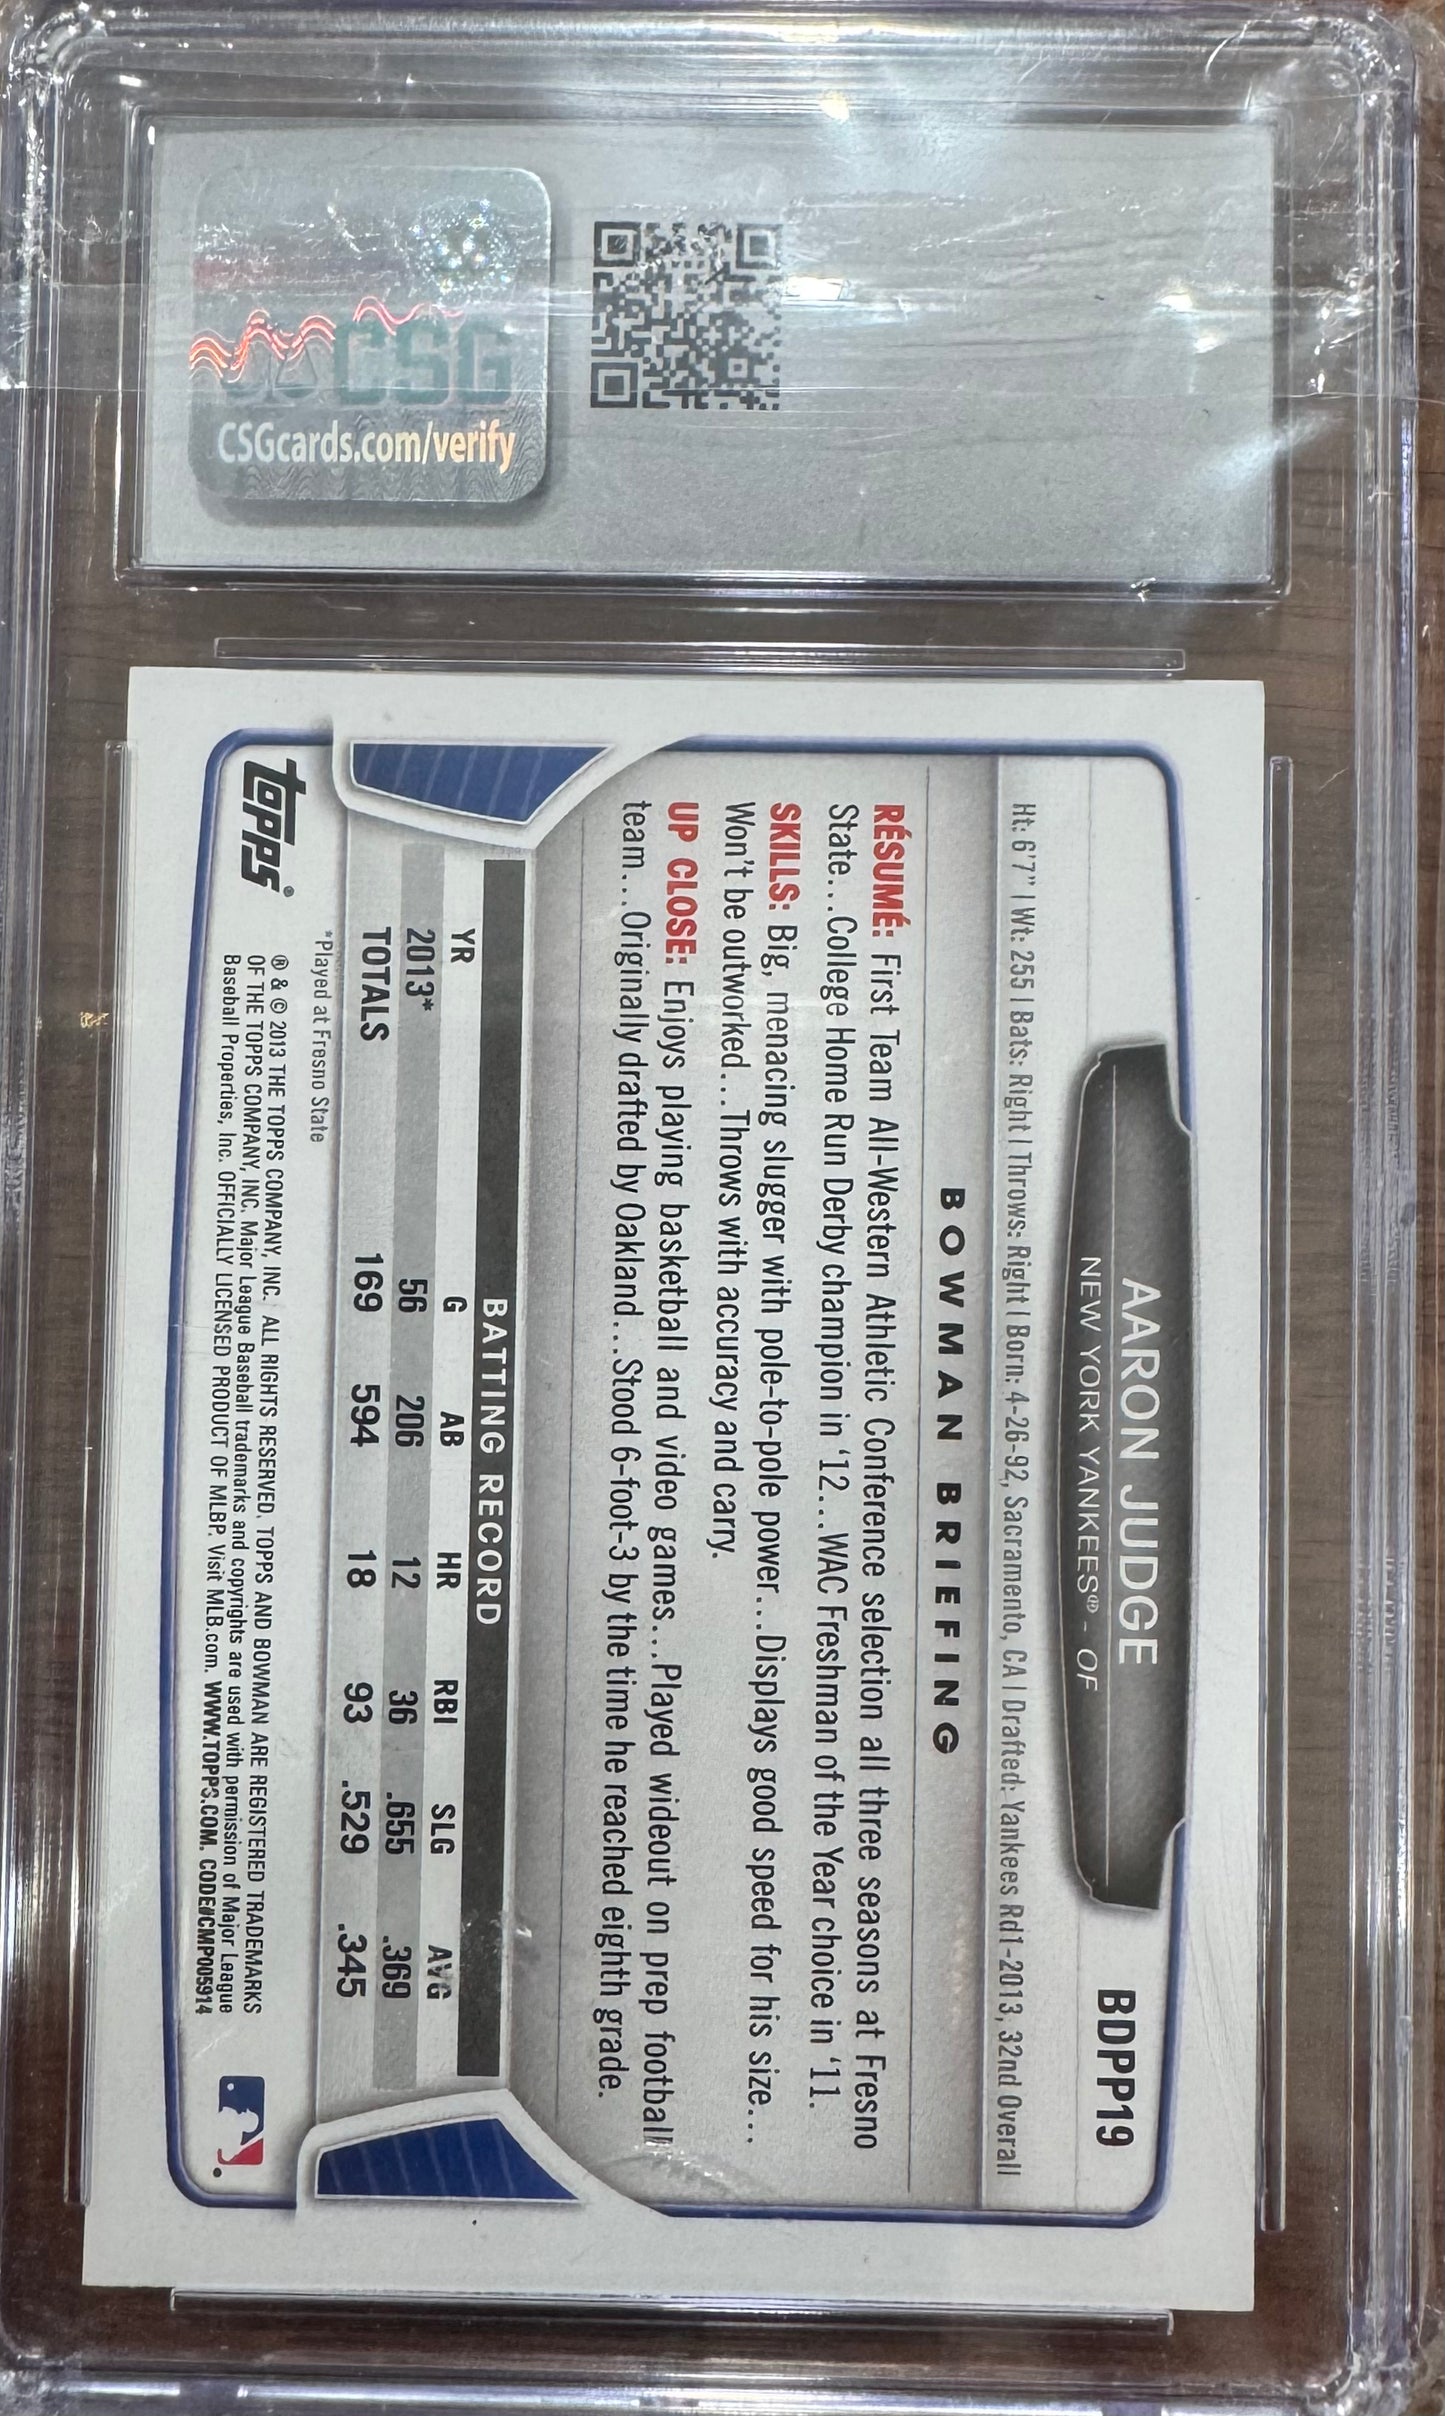 CSG
CSGcards.com/verify
AARON JUDGE
NEW YORK YANKEES® - OF
BDPP19
Ht: 6'7" | Wt: 255 | Bats: Right | Throws: Right | Born: 4-26-92, Sacramento, CA | Drafted: Yankees Rd1-2013, 32nd Overall
BOWMAN BRIEFING
RÉSUMÉ: First Team All-Western Athletic Conference selection all three seasons at Fresno
State...College Home Run Derby champion in '12...WAC Freshman of the Year choice in '11.
SKILLS: Big, menacing slugger with pole-to-pole power...Displays good speed for his size...
Won't be outworked...Throws with accuracy and carry.
UP CLOSE: Enjoys playing basketball and video games...Played wideout on prep football
team...Originally drafted by Oakland...Stood 6-foot-3 by the time he reached eighth grade.
BATTING RECORD
YR G AB HR RBI SLG AVG
2013* 56 206 12 36 .655 .369
TOTALS 169 594 18 93 .529 .345
*Played at Fresno State
topps®
® & © 2013 THE TOPPS COMPANY, INC. ALL RIGHTS RESERVED. TOPPS AND BOWMAN ARE REGISTERED TRADEMARKS
OF THE TOPPS COMPANY, INC. Major League Baseball trademarks and copyrights are used with permission of Major League
Baseball Properties, Inc. OFFICIALLY LICENSED PRODUCT OF MLBP. Visit MLB.com. WWW.TOPPS.COM. CODE#CMP005914